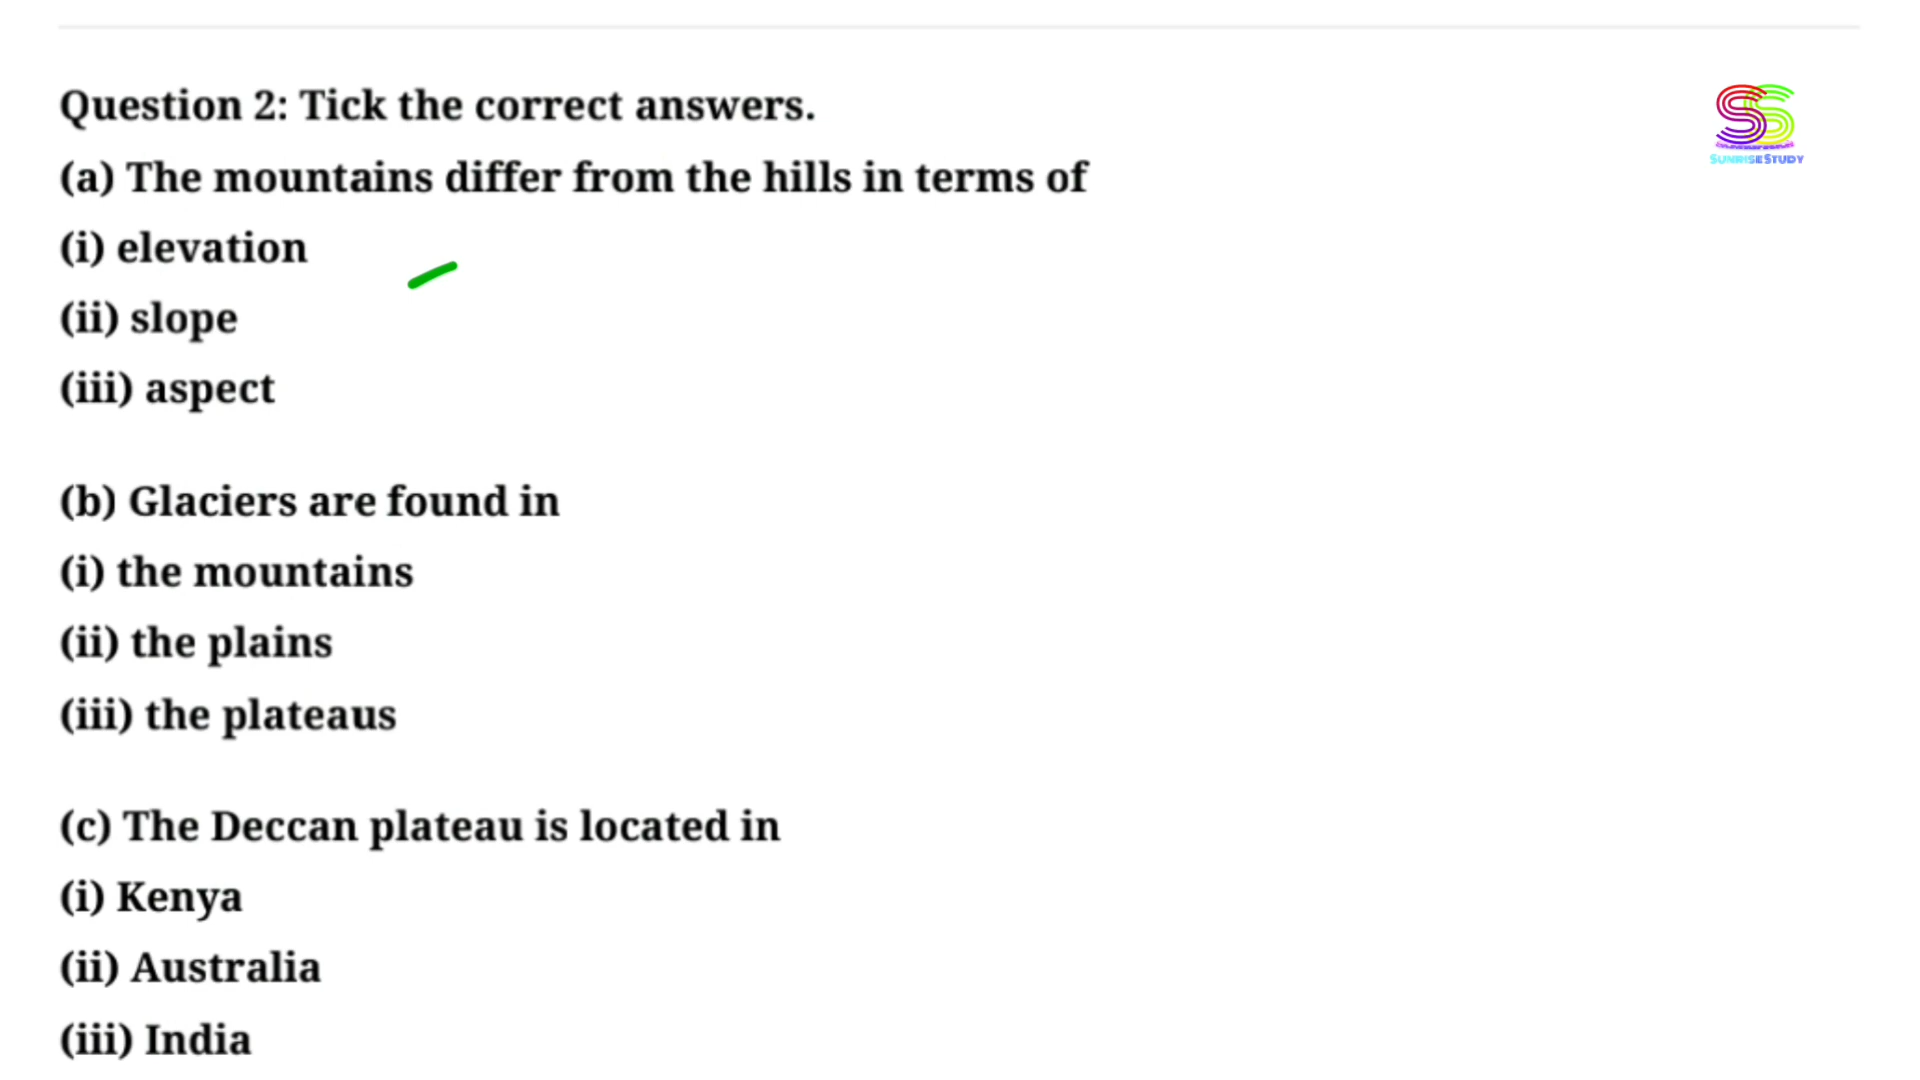 Question 2: Tick the correct answers.
(a) The mountains differ from the hills in terms of
(i) elevation
(ii) slope
(iii) aspect
(b) Glaciers are found in
(i) the mountains
(ii) the plains
(iii) the plateaus
(c) The Deccan plateau is located in
(i) Kenya
(ii) Australia
(iii) India
SS
SUNRISESTUDY